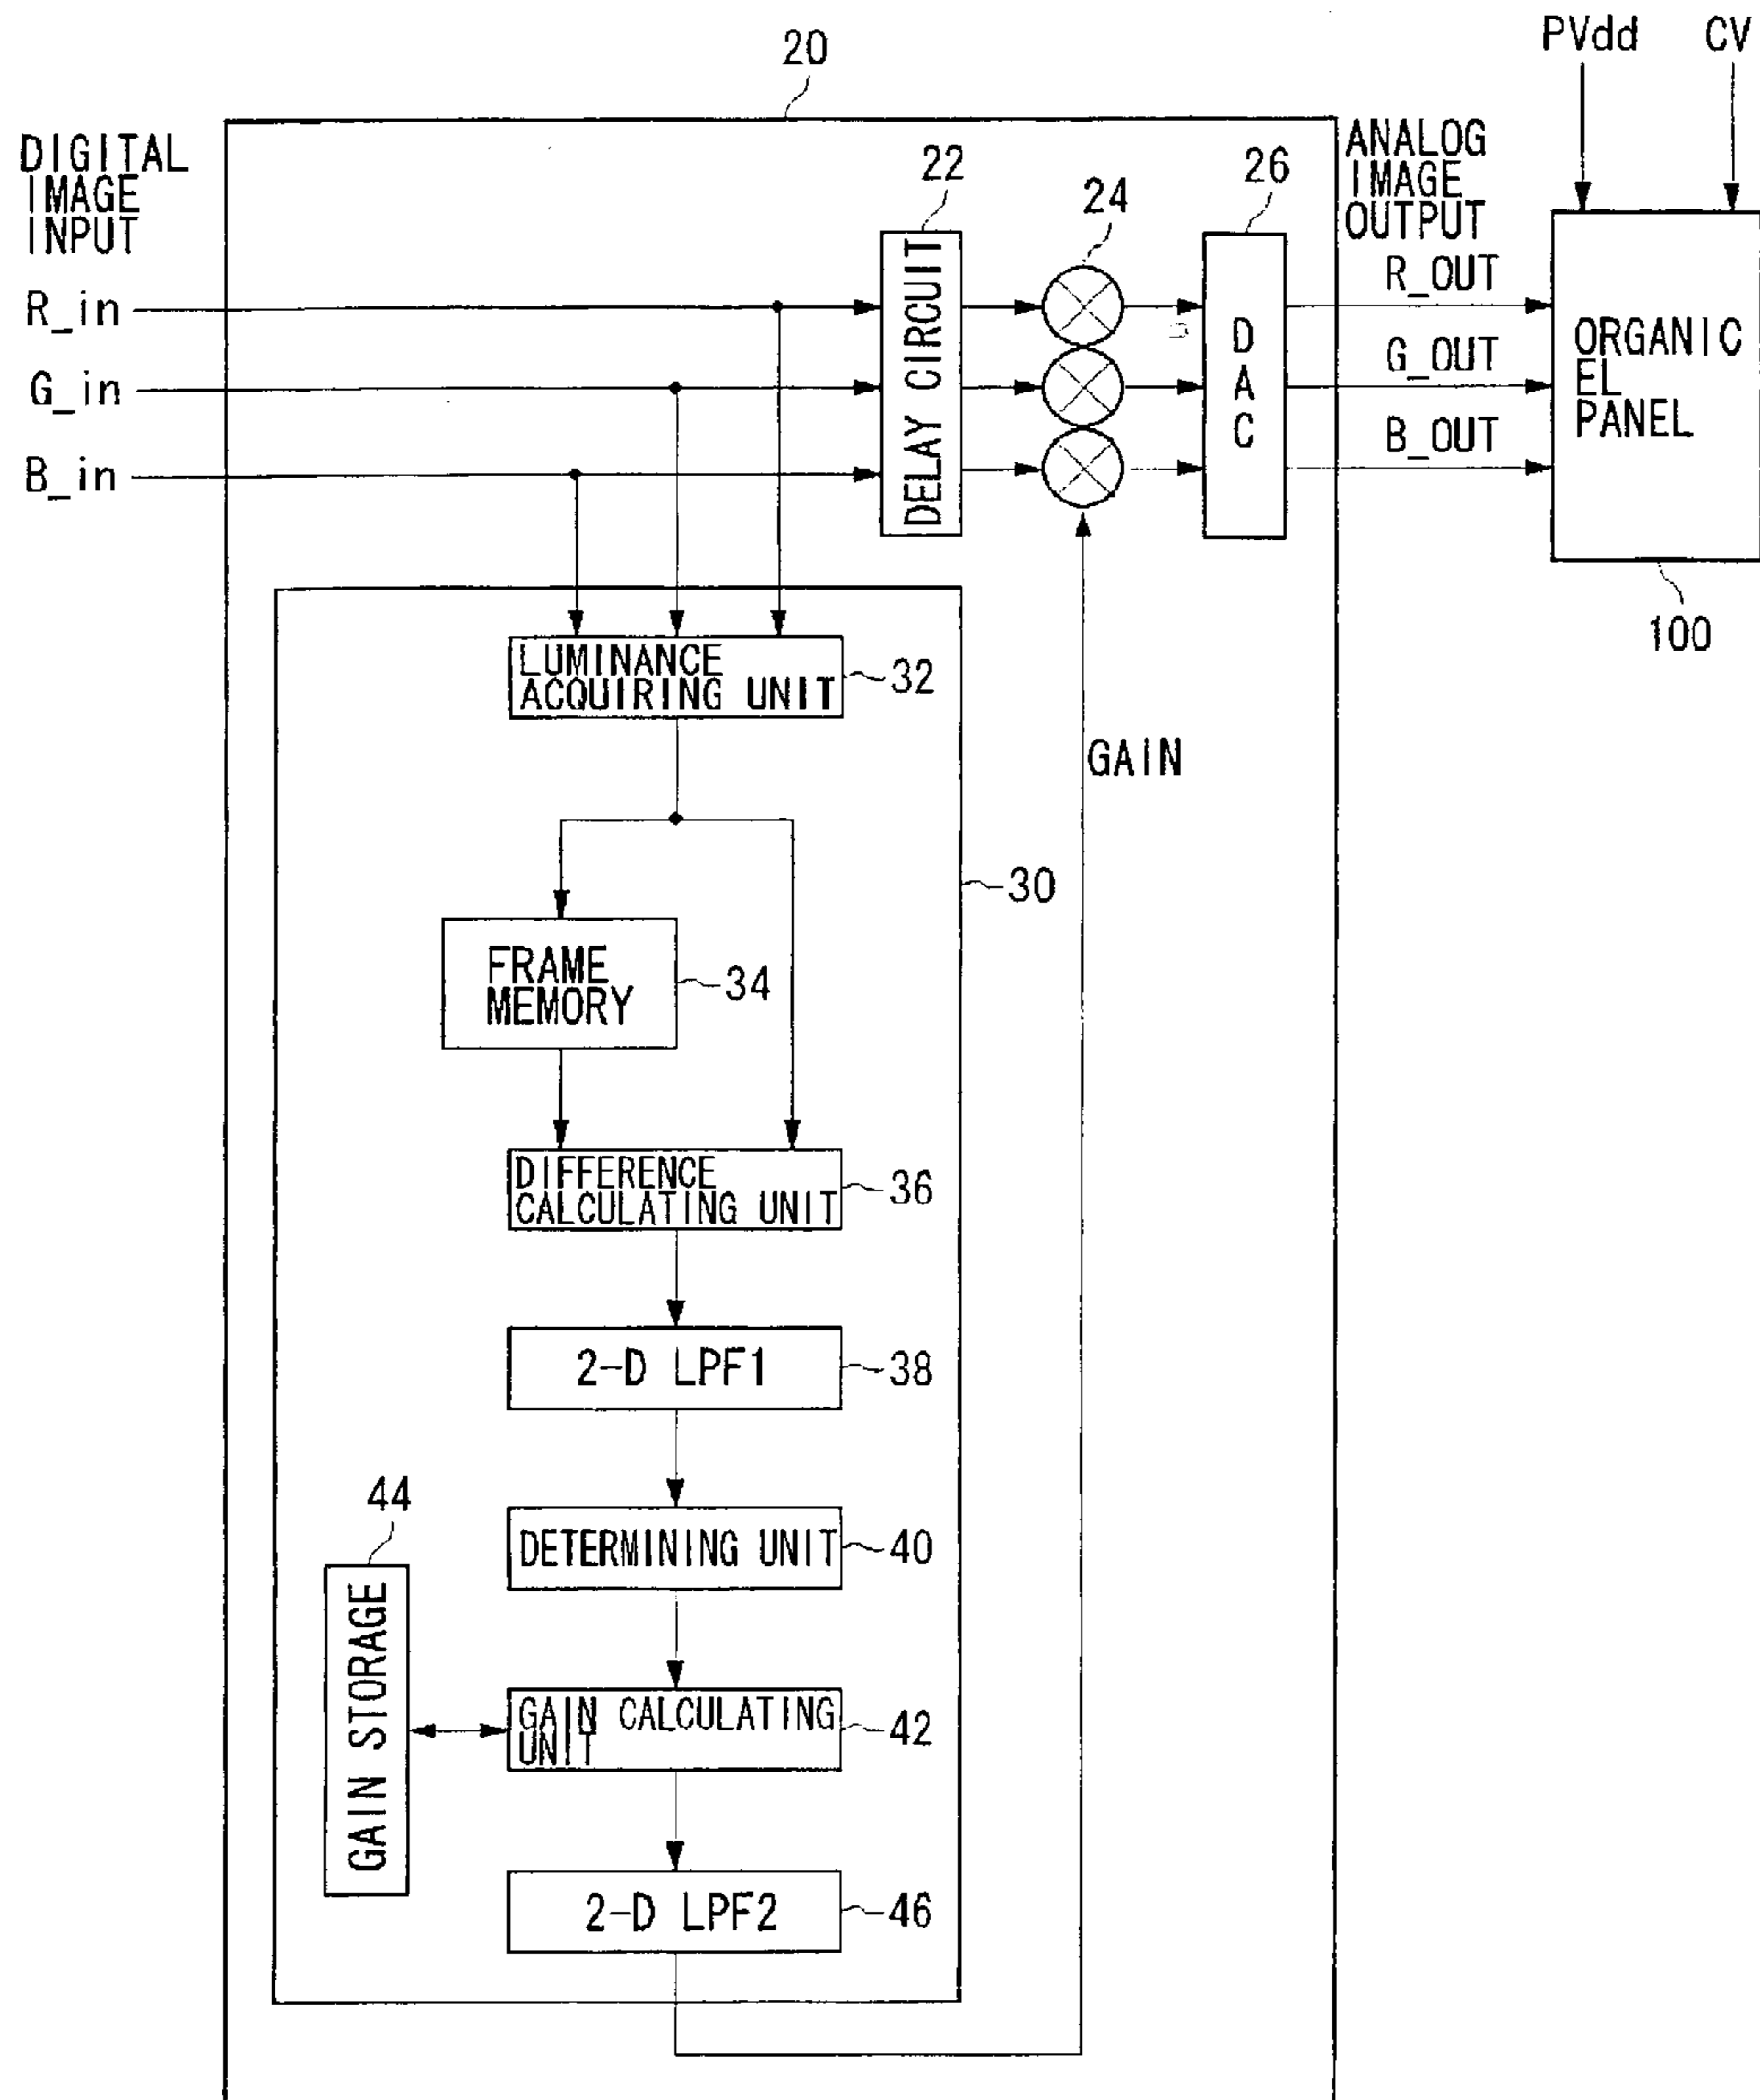 PVdd
CV
20
DIGITAL
IMAGE
INPUT
ANALOG
IMAGE
OUTPUT
22
24
26
R_in
G_in
B_in
DELAY CIRCUIT
DAC
R_OUT
G_OUT
B_OUT
ORGANIC
EL
PANEL
100
LUMINANCE
ACQUIRING UNIT
32
GAIN
30
FRAME
MEMORY
34
DIFFERENCE
CALCULATING UNIT
36
2-D LPF1
38
44
DETERMINING UNIT
40
GAIN STORAGE
GAIN CALCULATING
UNIT
42
2-D LPF2
46